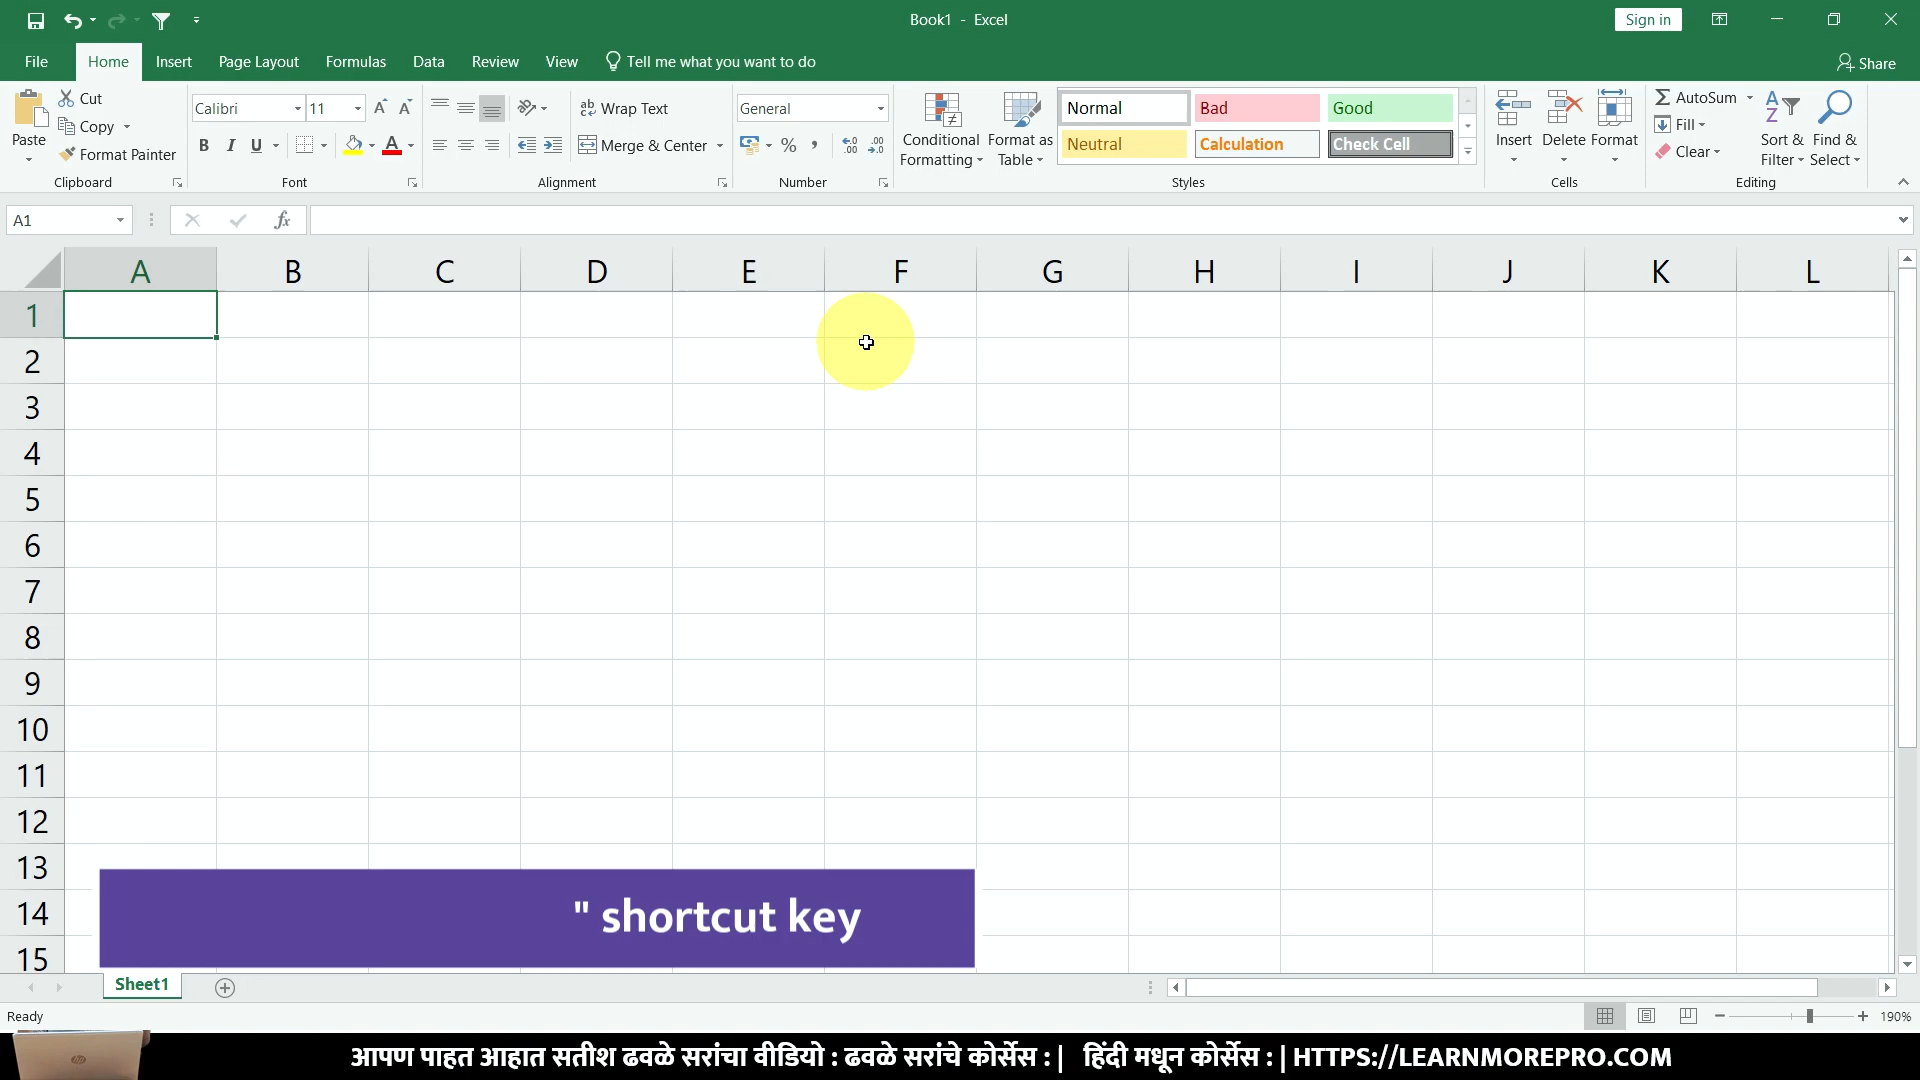 Book1 - Excel
Sign in
File Home Insert Page Layout Formulas Data Review View Tell me what you want to do
Share
Paste
Cut
Copy
Format Painter
Clipboard
Calibri 11
B I U
Font
Wrap Text
Merge & Center
Alignment
General
Number
Conditional Formatting
Format as Table
Normal Bad Good
Neutral Calculation Check Cell
Styles
Insert Delete Format
Cells
AutoSum
Fill
Clear
Sort & Filter
Find & Select
Editing
A1
fx
A B C D E F G H I J K L
1
2
3
4
5
6
7
8
9
10
11
12
13
14
15
" shortcut key
Sheet1
Ready
190%
आपण पाहत आहात सतीश ढवळे सरांचा वीडियो : ढवळे सरांचे कोर्सेस : | हिंदी मधून कोर्सेस : | HTTPS://LEARNMOREPRO.COM